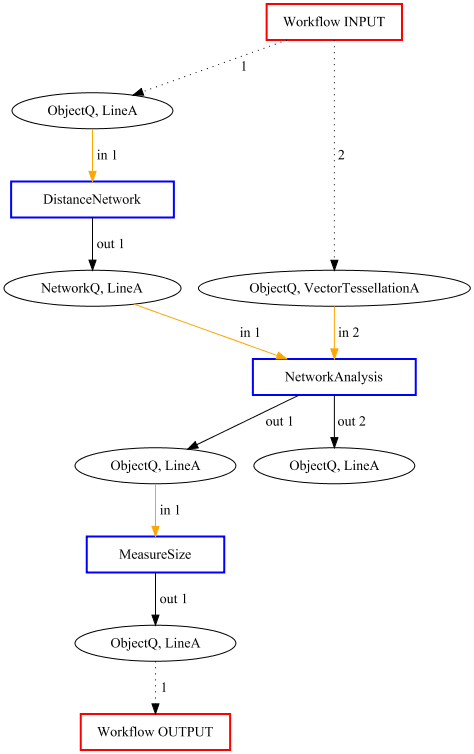 Workflow INPUT
1
ObjectQ, LineA
2
in 1
DistanceNetwork
out 1
NetworkQ, LineA
ObjectQ, VectorTessellationA
in 1
in 2
NetworkAnalysis
out 1
out 2
ObjectQ, LineA
ObjectQ, LineA
in 1
MeasureSize
out 1
ObjectQ, LineA
1
Workflow OUTPUT